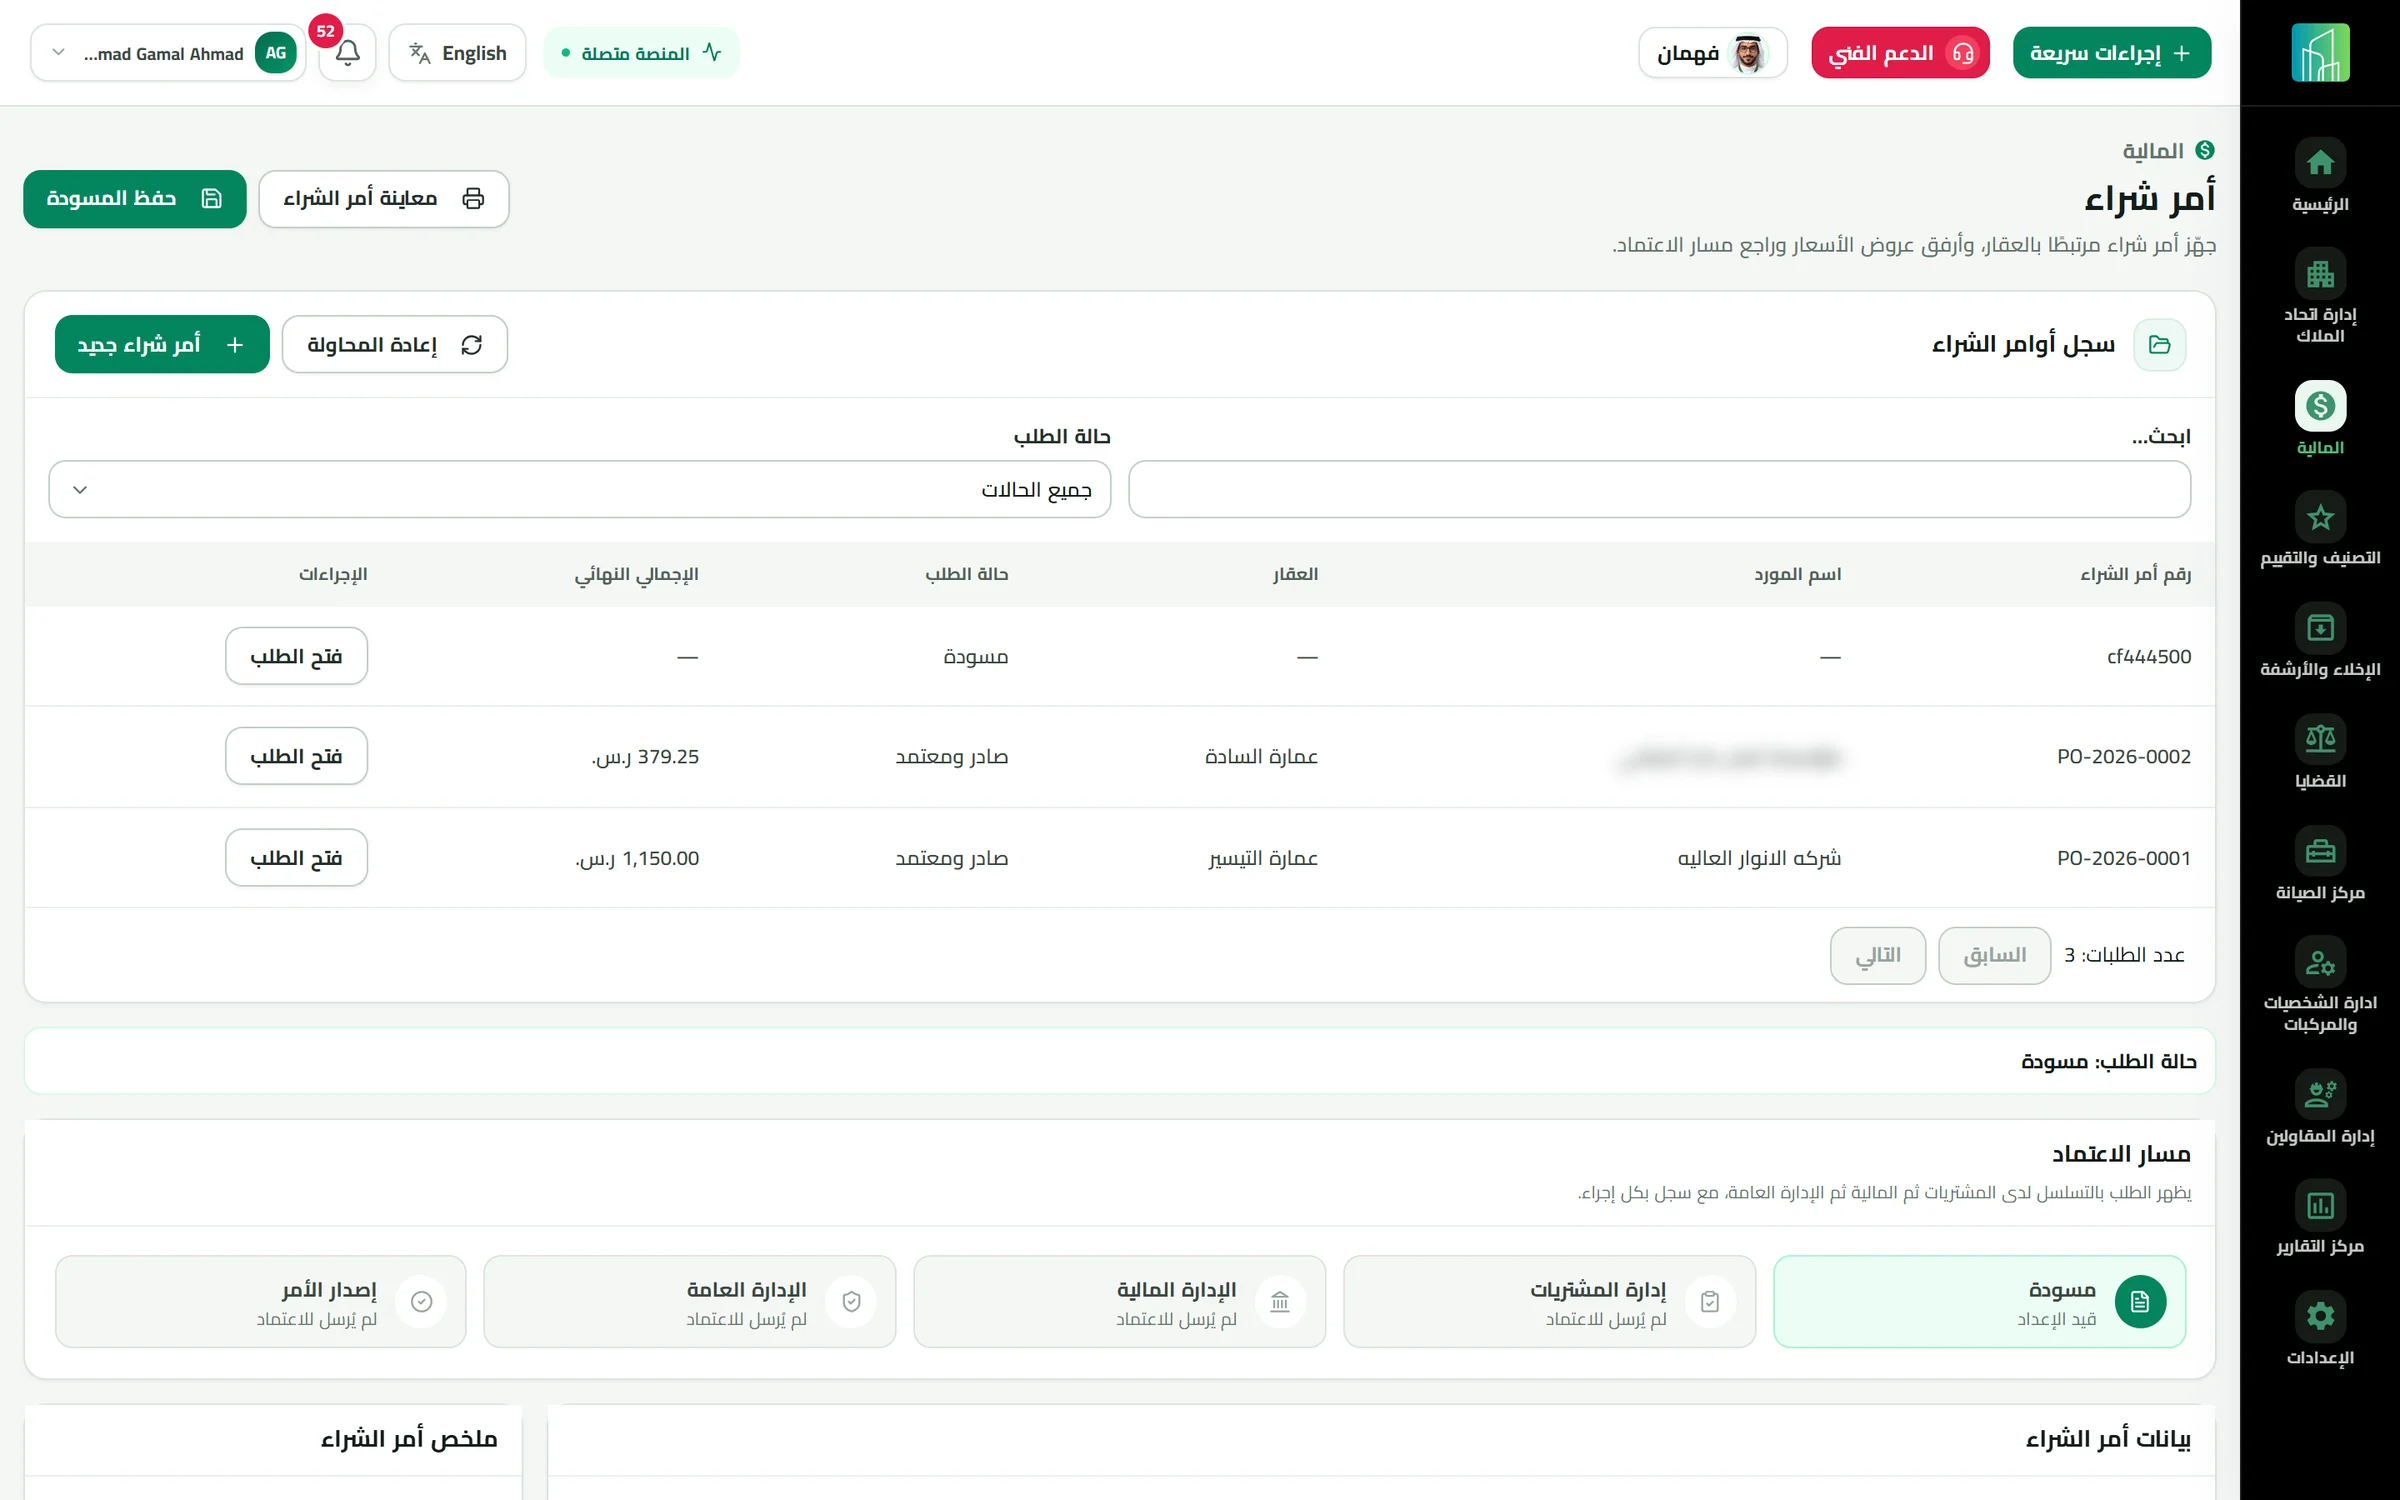 إجراءات سريعة
الدعم الفني
فهمان
المنصة متصلة
English
52
AG
...mad Gamal Ahmad
الرئيسية
إدارة اتحاد
الملاك
المالية
التصنيف والتقييم
الإخلاء والأرشفة
القضايا
مركز الصيانة
ادارة الشخصيات
والمركبات
إدارة المقاولين
مركز التقارير
الإعدادات
المالية
أمر شراء
جهّز أمر شراء مرتبطًا بالعقار، وأرفق عروض الأسعار وراجع مسار الاعتماد.
معاينة أمر الشراء
حفظ المسودة
سجل أوامر الشراء
إعادة المحاولة
أمر شراء جديد
ابحث...
حالة الطلب
جميع الحالات
رقم أمر الشراء اسم المورد العقار حالة الطلب الإجمالي النهائي الإجراءات
cf444500 — — مسودة — فتح الطلب
PO-2026-0002 عمارة السادة صادر ومعتمد 379.25 ر.س. فتح الطلب
PO-2026-0001 شركه الانوار العاليه عمارة التيسير صادر ومعتمد 1,150.00 ر.س. فتح الطلب
عدد الطلبات: 3 السابق التالي
حالة الطلب: مسودة
مسار الاعتماد
يظهر الطلب بالتسلسل لدى المشتريات ثم المالية ثم الإدارة العامة، مع سجل بكل إجراء.
مسودة
قيد الإعداد
إدارة المشتريات
لم يُرسل للاعتماد
الإدارة المالية
لم يُرسل للاعتماد
الإدارة العامة
لم يُرسل للاعتماد
إصدار الأمر
لم يُرسل للاعتماد
بيانات أمر الشراء
ملخص أمر الشراء